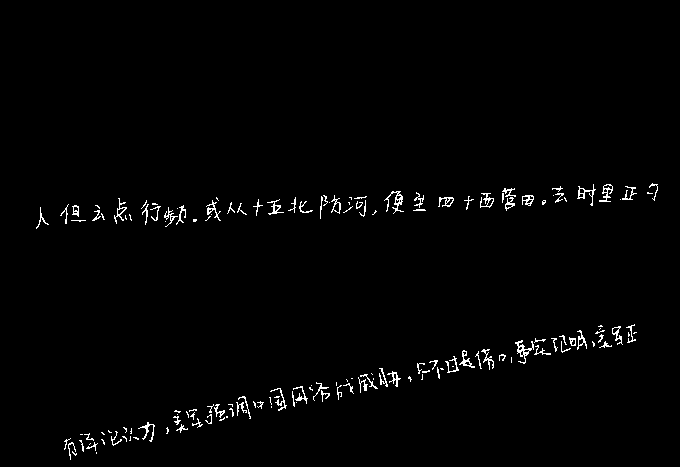 人但云点行频。或从十五北防河,便至四十西营田。去时里正与
有评论认为,美军强调中国网络战威胁,只不过是借口,事实证明,美军正